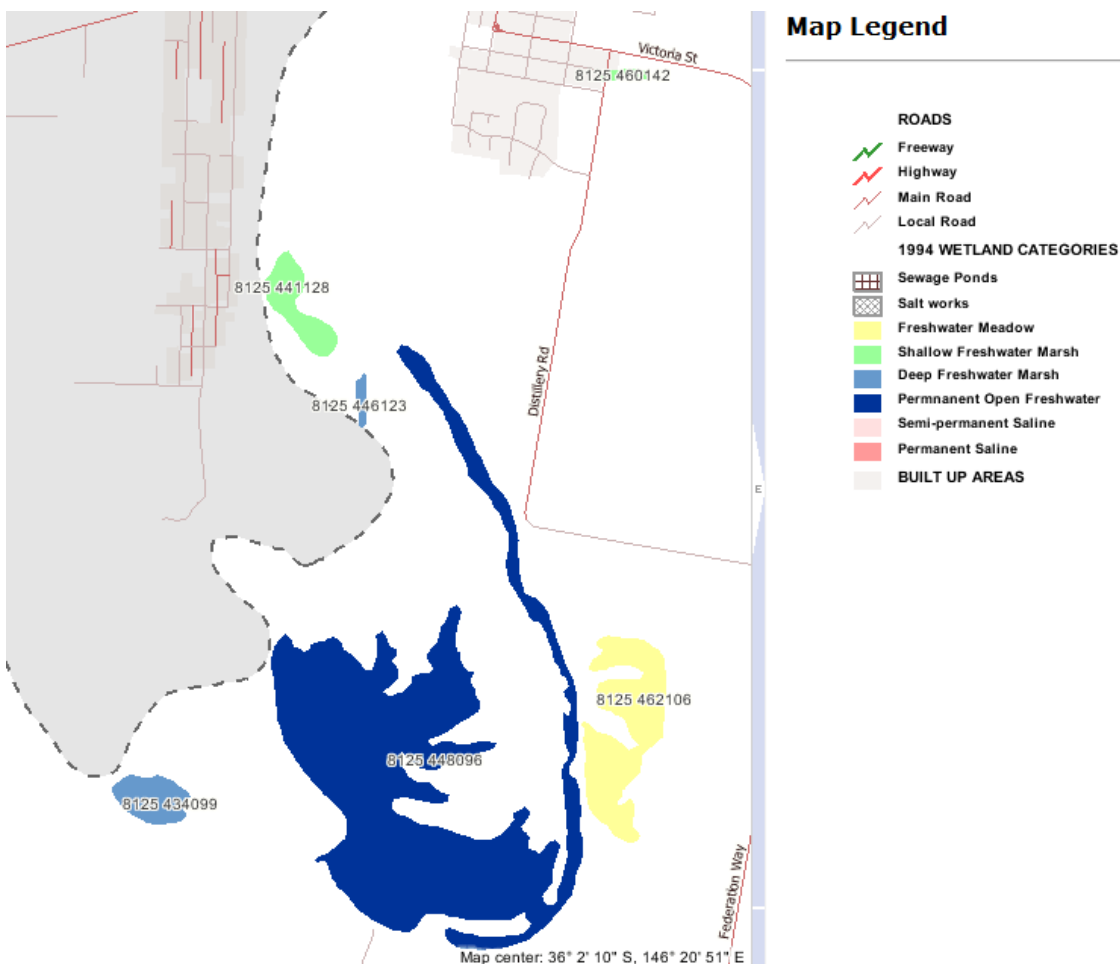 Map Legend
Victoria St
8125 460142
8125 441128
8125 446123
Distillery Rd
E
8125 462106
8125 448096
8125 434099
Federation Way
Map center: 36° 2' 10" S, 146° 20' 51" E
ROADS
Freeway
Highway
Main Road
Local Road
1994 WETLAND CATEGORIES
Sewage Ponds
Salt works
Freshwater Meadow
Shallow Freshwater Marsh
Deep Freshwater Marsh
Permnanent Open Freshwater
Semi-permanent Saline
Permanent Saline
BUILT UP AREAS